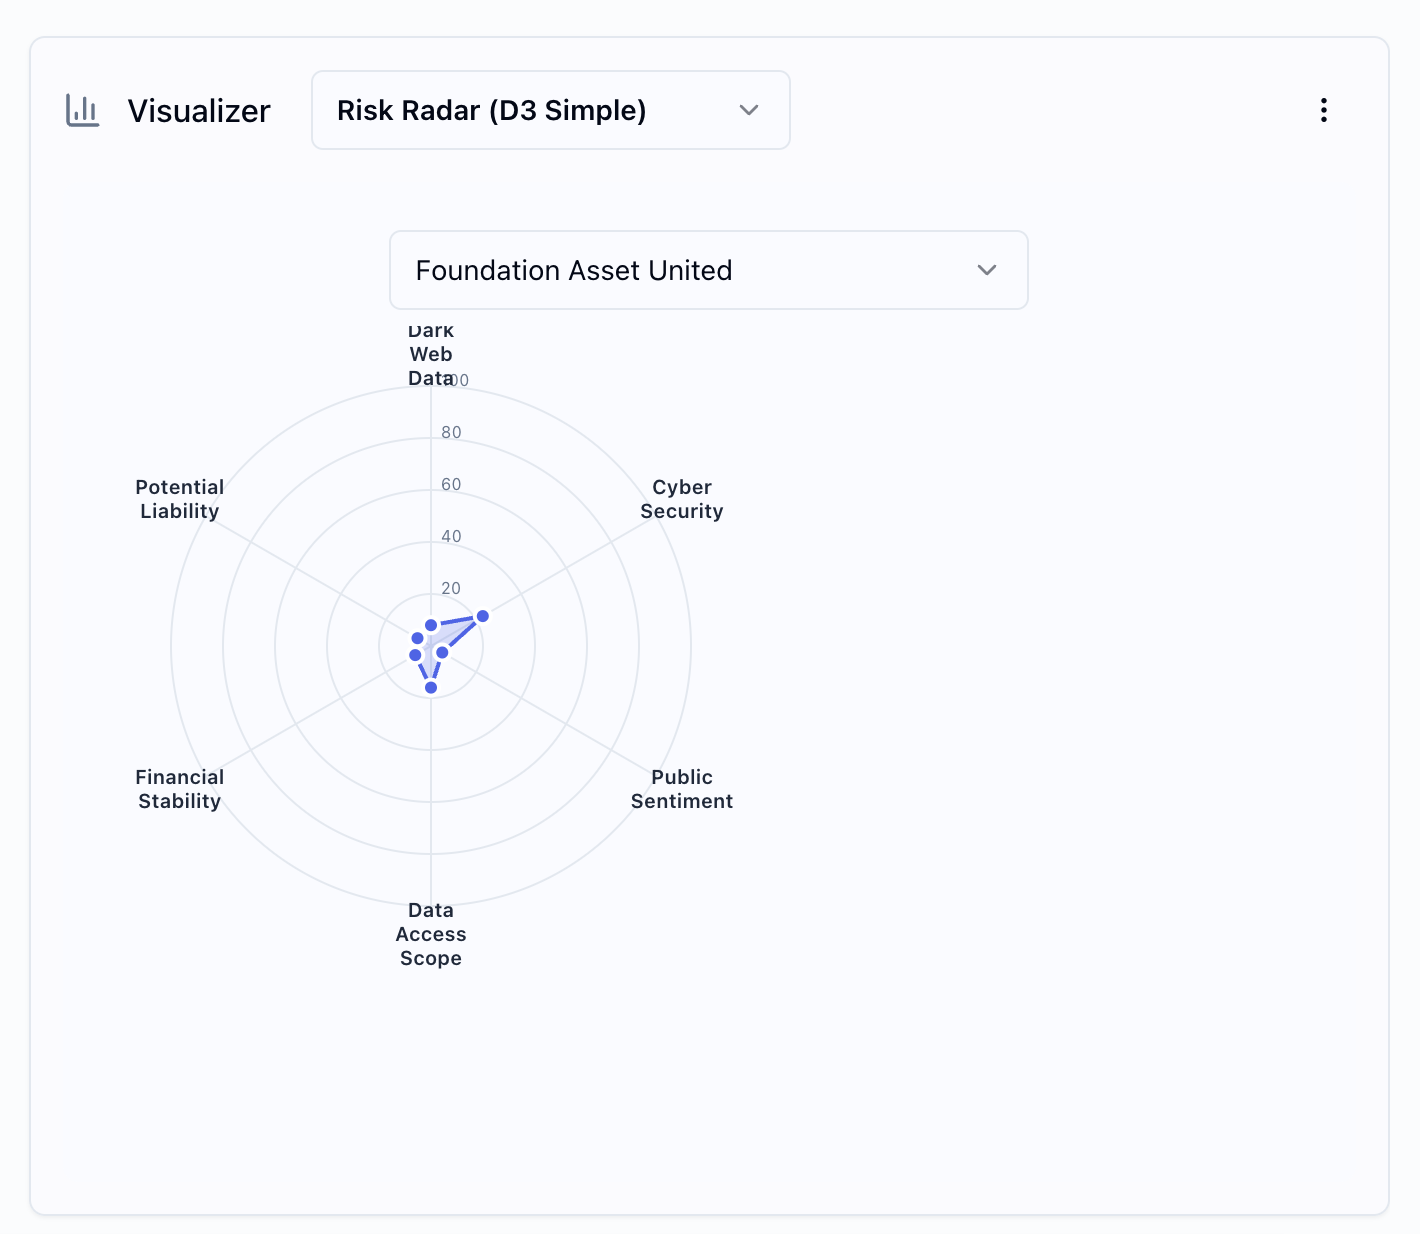 Visualizer
Risk Radar (D3 Simple)
Foundation Asset United
Dark
Web
Data
100
80
60
40
20
Potential
Liability
Cyber
Security
Financial
Stability
Public
Sentiment
Data
Access
Scope